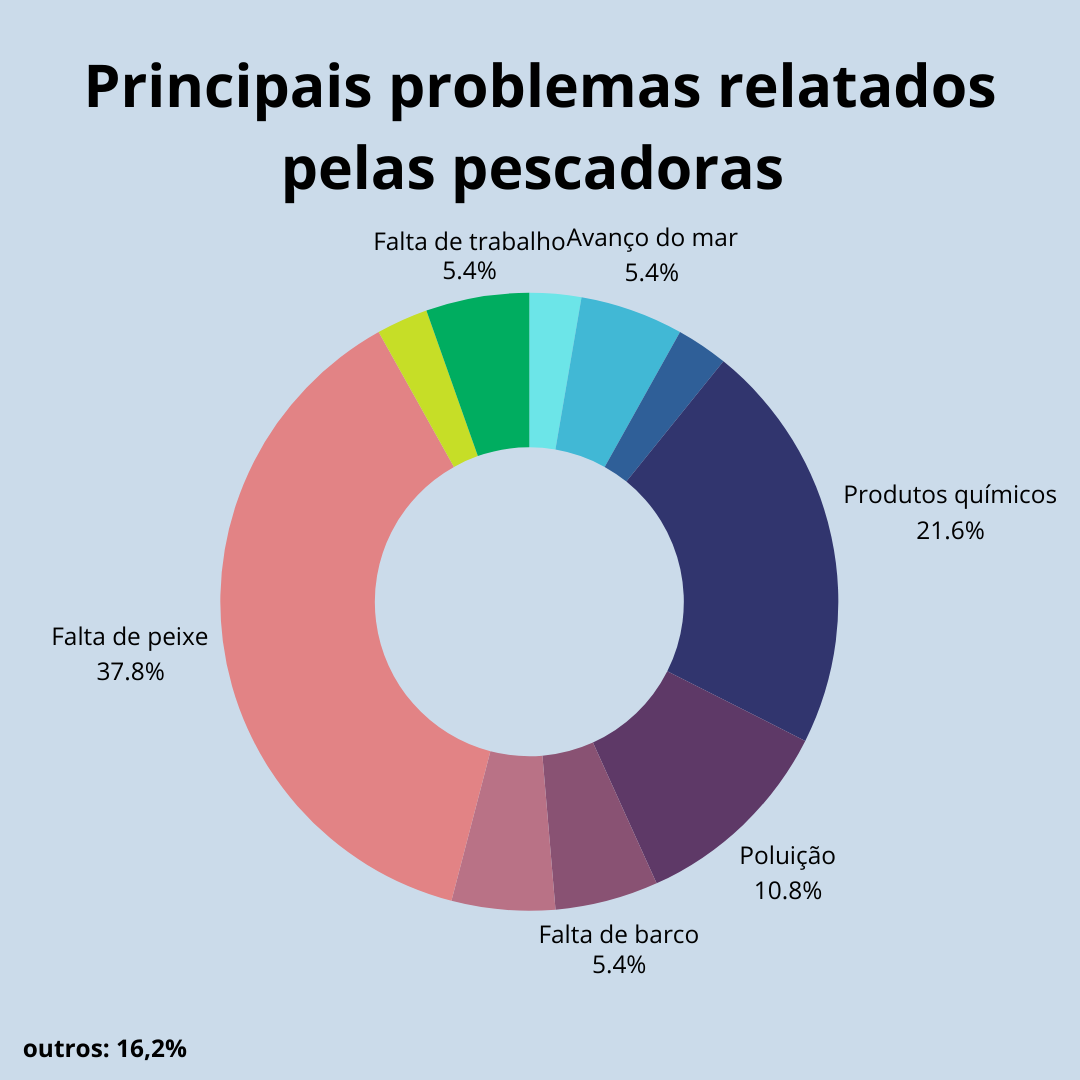 Principais problemas relatados
pelas pescadoras
Falta de trabalho
5.4%
Avanço do mar
5.4%
Produtos químicos
21.6%
Falta de peixe
37.8%
Poluição
10.8%
Falta de barco
5.4%
outros: 16,2%